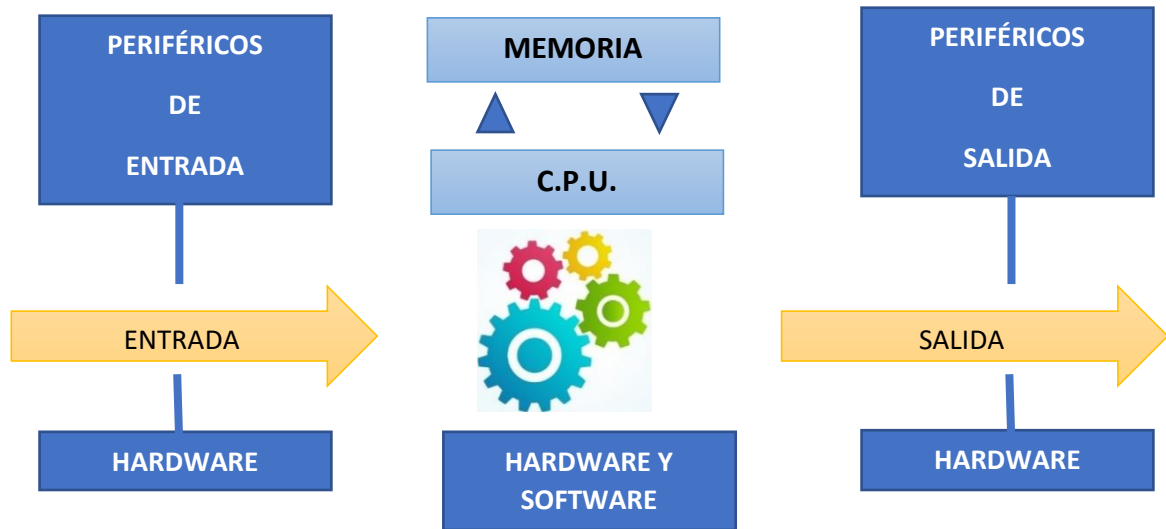 PERIFÉRICOS
DE
ENTRADA
ENTRADA
HARDWARE
MEMORIA
C.P.U.
HARDWARE Y
SOFTWARE
PERIFÉRICOS
DE
SALIDA
SALIDA
HARDWARE